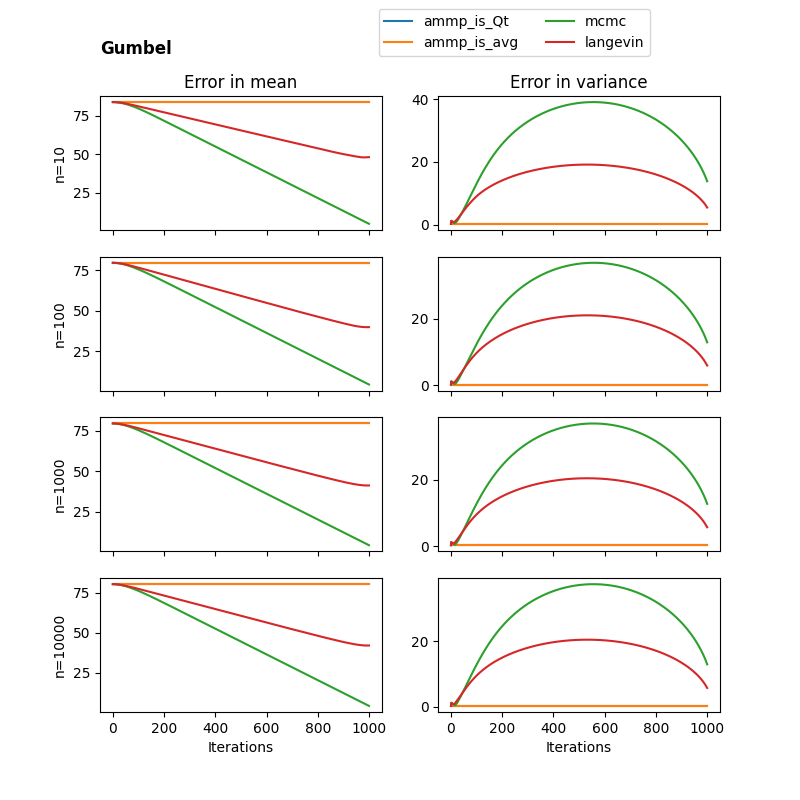 Gumbel
ammp_is_Qt
ammp_is_avg
mcmc
langevin
Error in mean
Error in variance
n=10
75
50
25
40
20
0
n=100
75
50
25
20
0
n=1000
75
50
25
20
0
n=10000
75
50
25
20
0
0 200 400 600 800 1000
0 200 400 600 800 1000
Iterations
Iterations